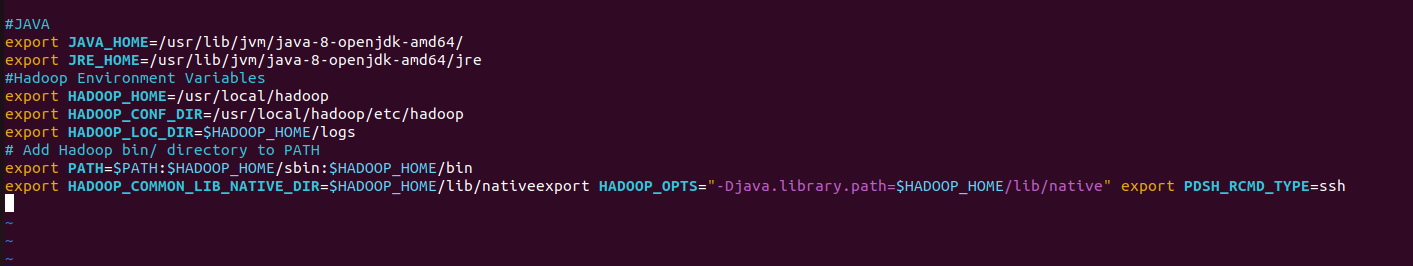 #JAVA
export JAVA_HOME=/usr/lib/jvm/java-8-openjdk-amd64/
export JRE_HOME=/usr/lib/jvm/java-8-openjdk-amd64/jre
#Hadoop Environment Variables
export HADOOP_HOME=/usr/local/hadoop
export HADOOP_CONF_DIR=/usr/local/hadoop/etc/hadoop
export HADOOP_LOG_DIR=$HADOOP_HOME/logs
# Add Hadoop bin/ directory to PATH
export PATH=$PATH:$HADOOP_HOME/sbin:$HADOOP_HOME/bin
export HADOOP_COMMON_LIB_NATIVE_DIR=$HADOOP_HOME/lib/nativeexport HADOOP_OPTS="-Djava.library.path=$HADOOP_HOME/lib/native" export PDSH_RCMD_TYPE=ssh
~
~
~